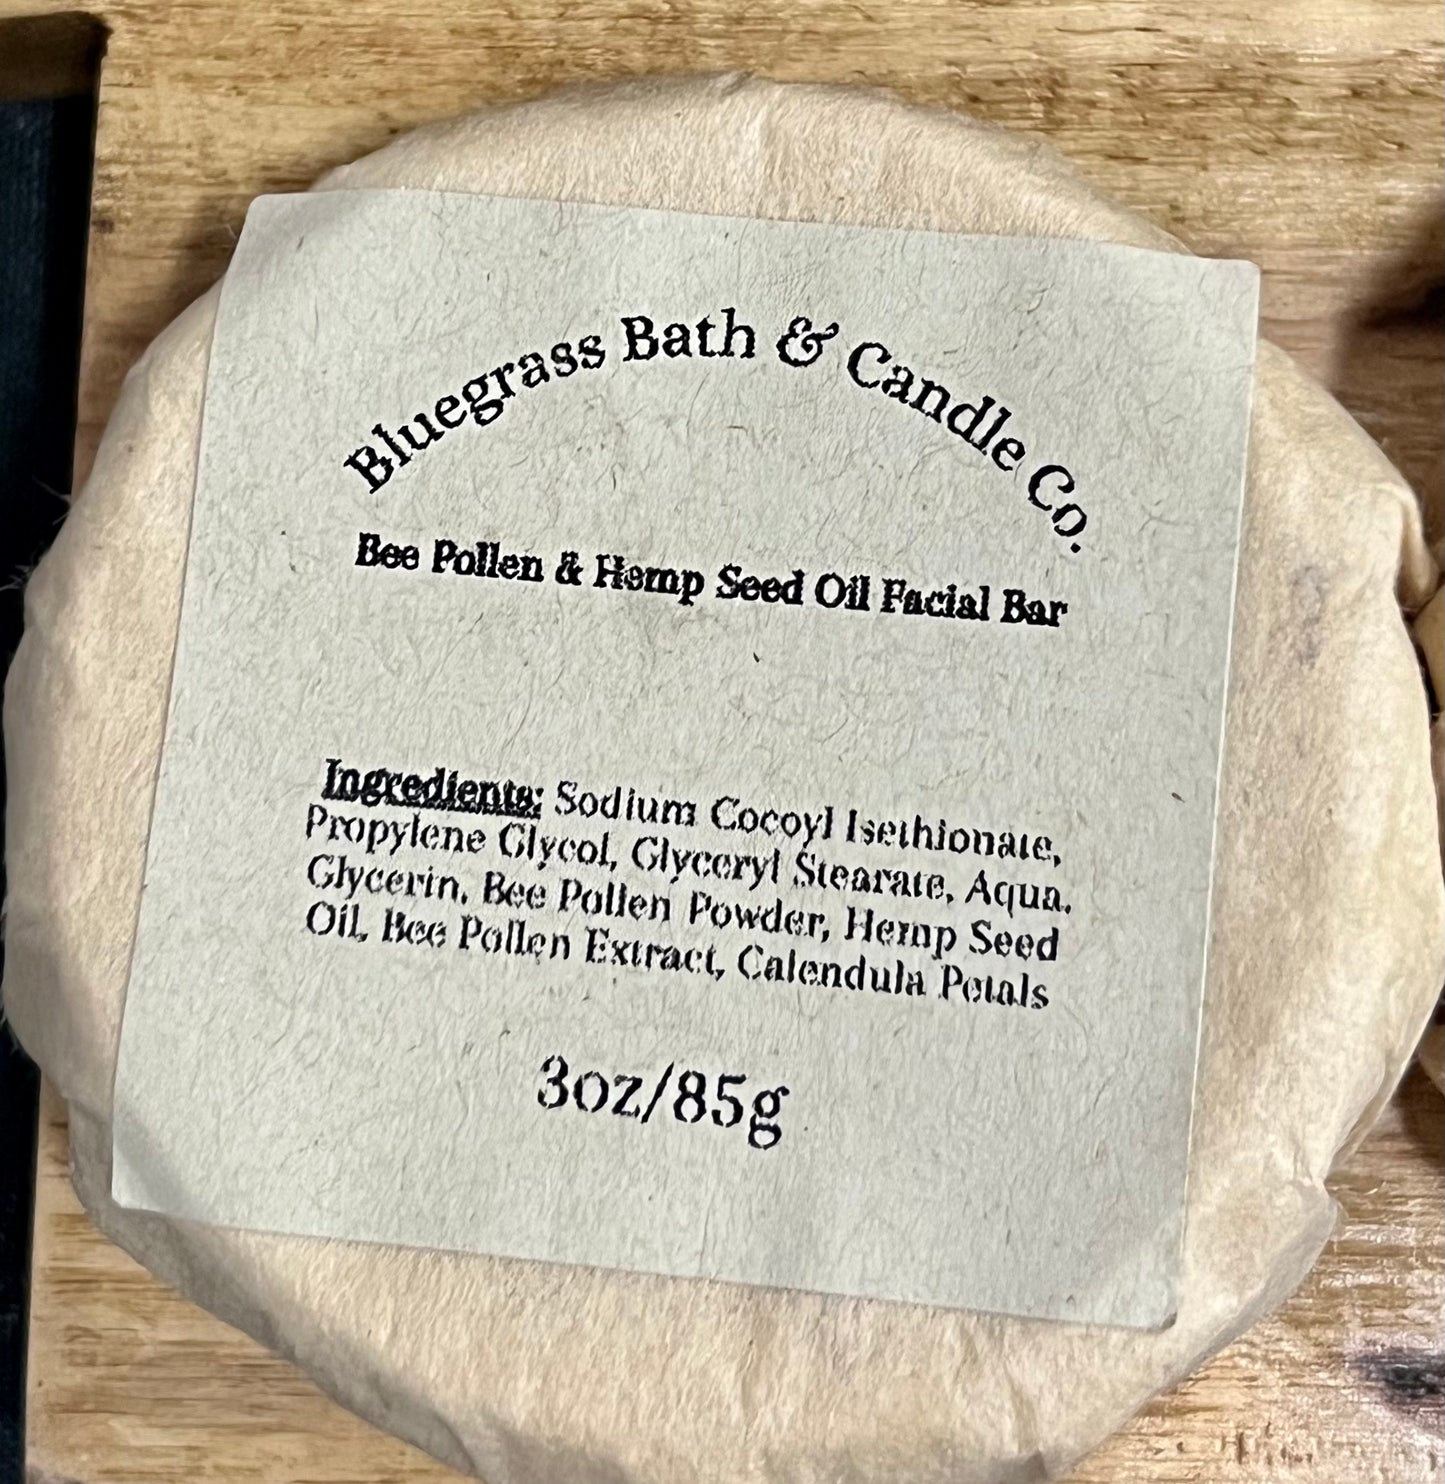 Bluegrass Bath & Candle Co.
Bee Pollen & Hemp Seed Oil Facial Bar
Ingredients: Sodium Cocoyl Isethionate,
Propylene Glycol, Glyceryl Stearate, Aqua,
Glycerin, Bee Pollen Powder, Hemp Seed
Oil, Bee Pollen Extract, Calendula Petals
3oz/85g